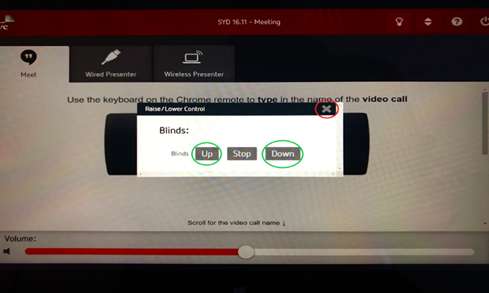 SYD 16.11 - Meeting
Meet
Wired Presenter
Wireless Presenter
Use the keyboard on the Chrome remote to type in the name of the video call
Raise/Lower Control
Blinds:
Blinds Up Stop Down
Scroll for the video call name ↓
Volume: